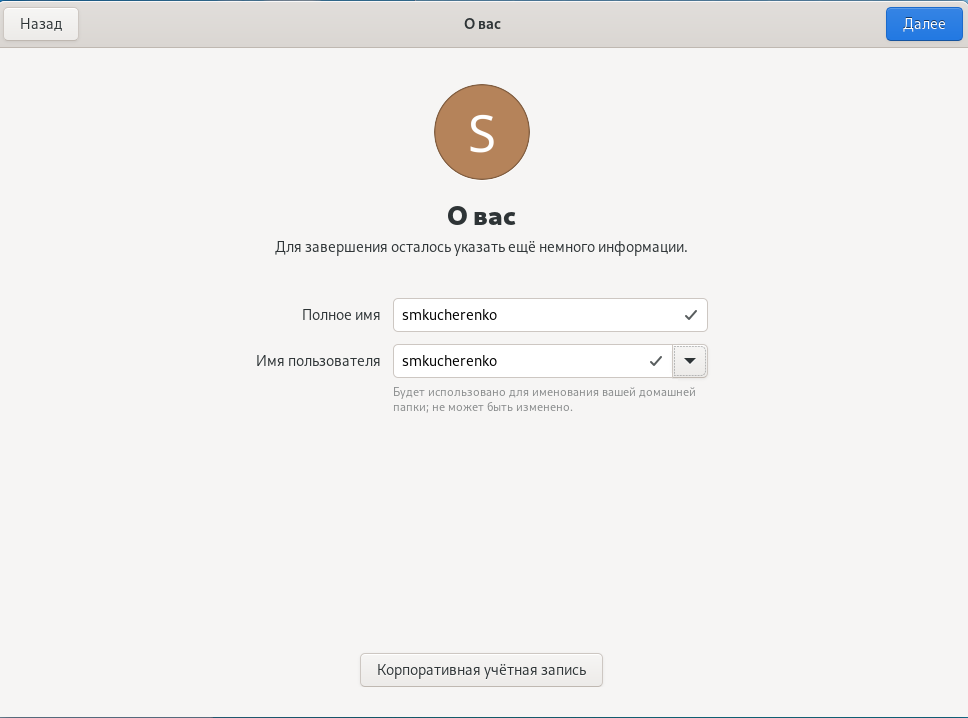 Назад
О вас
Далее
S
О вас
Для завершения осталось указать ещё немного информации.
Полное имя
smkucherenko
Имя пользователя
smkucherenko
Будет использовано для именования вашей домашней
папки; не может быть изменено.
Корпоративная учётная запись